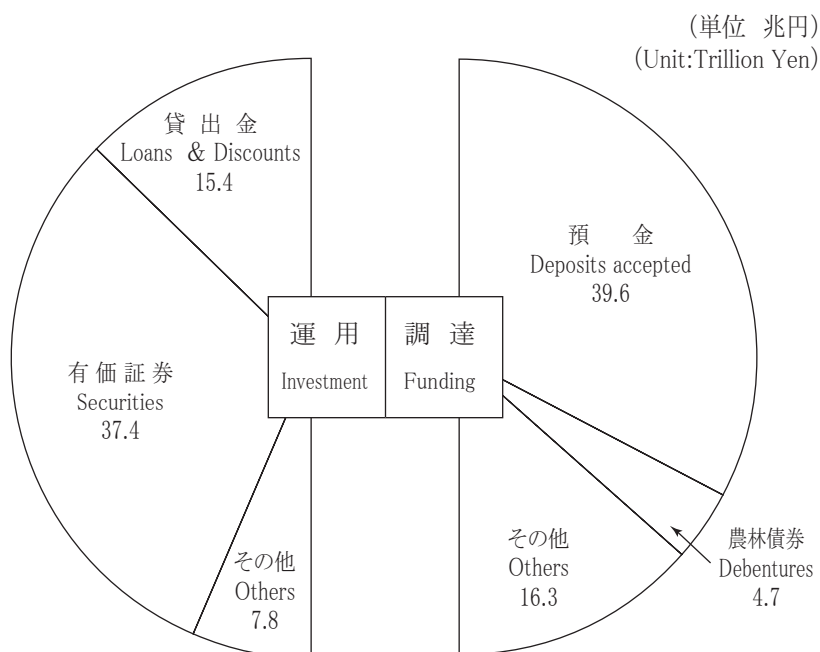 (単位 兆円)
(Unit:Trillion Yen)
貸出金
Loans & Discounts
15.4
有価証券
Securities
37.4
その他
Others
7.8
運用
Investment
調達
Funding
預金
Deposits accepted
39.6
農林債券
Debentures
4.7
その他
Others
16.3